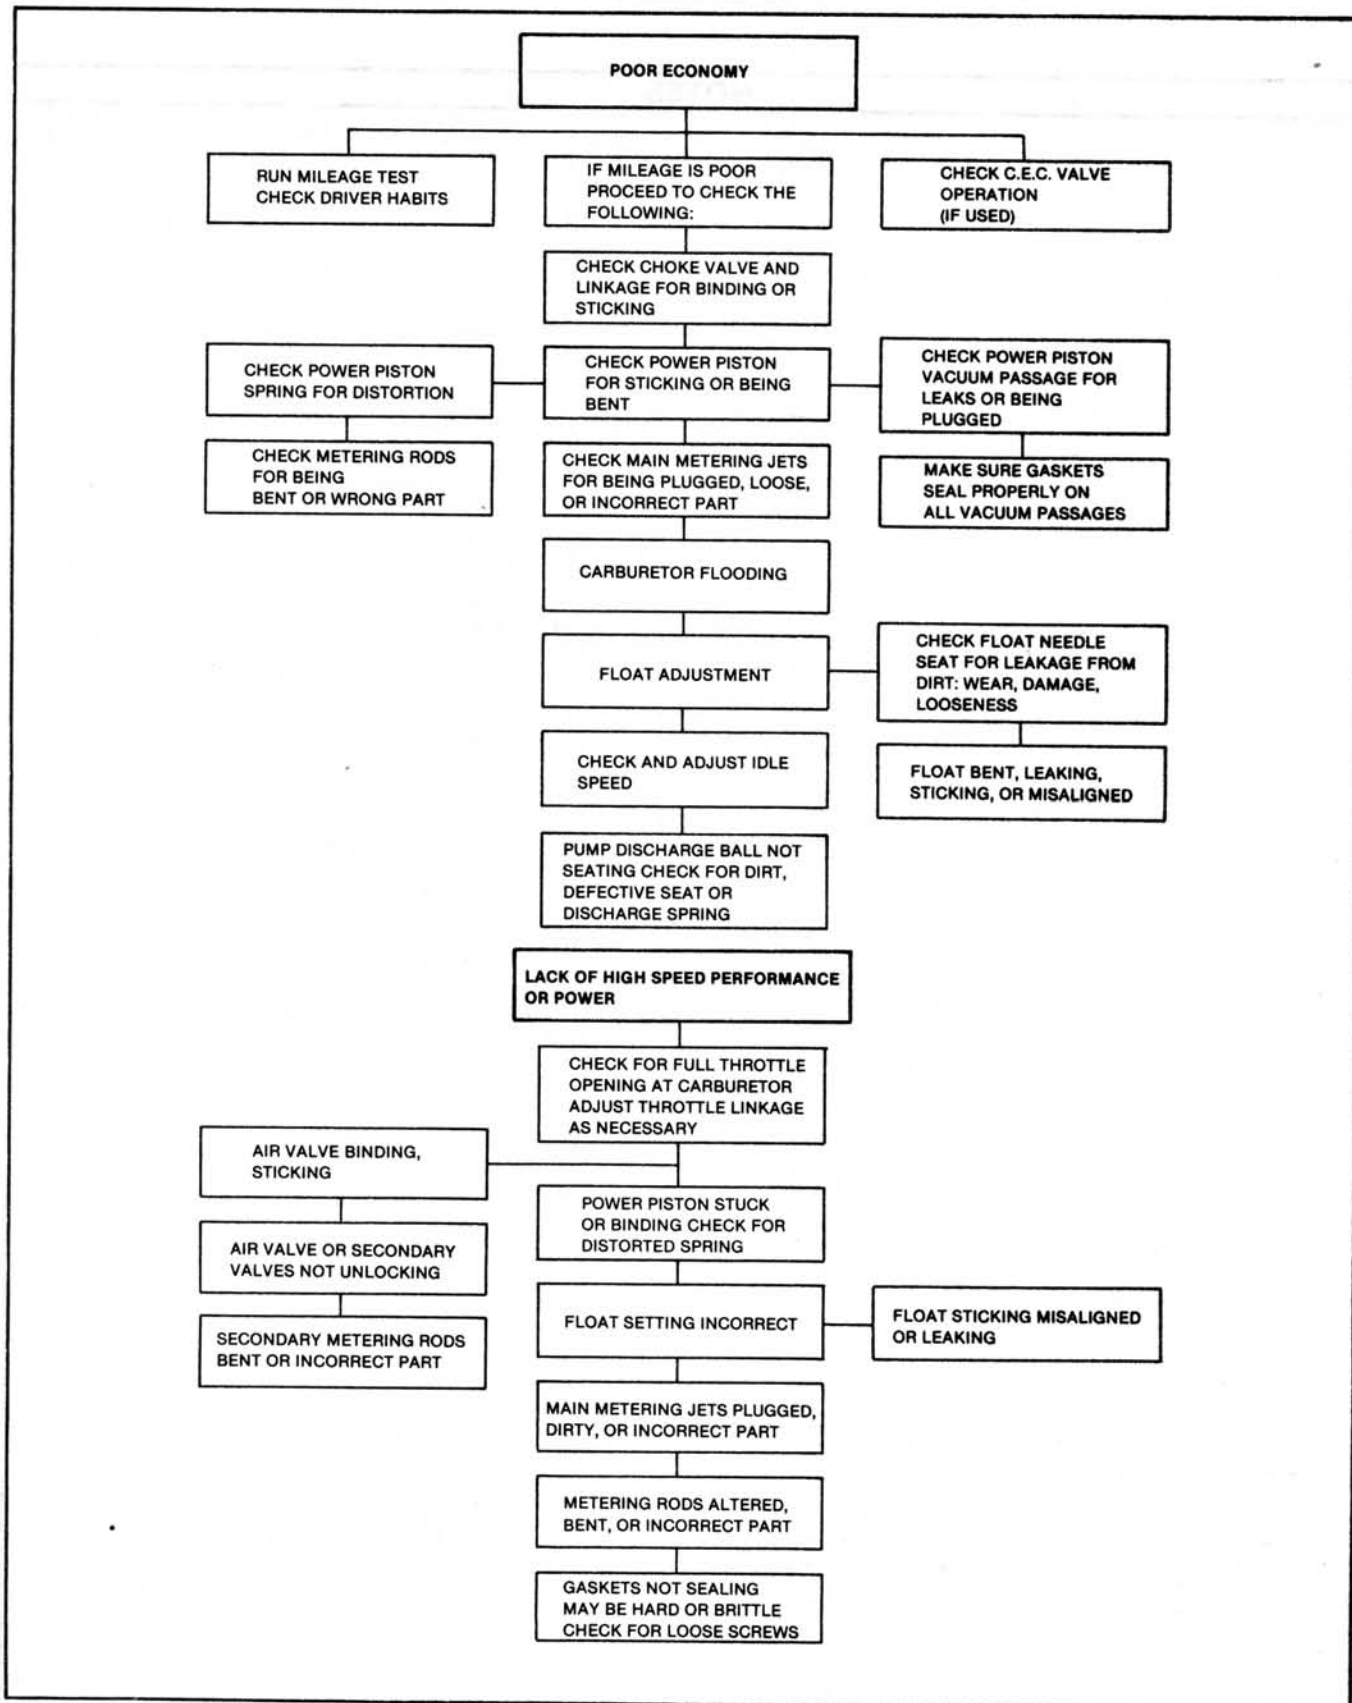 POOR ECONOMY
RUN MILEAGE TEST
CHECK DRIVER HABITS
IF MILEAGE IS POOR
PROCEED TO CHECK THE
FOLLOWING:
CHECK C.E.C. VALVE
OPERATION
(IF USED)
CHECK CHOKE VALVE AND
LINKAGE FOR BINDING OR
STICKING
CHECK POWER PISTON
SPRING FOR DISTORTION
CHECK POWER PISTON
FOR STICKING OR BEING
BENT
CHECK POWER PISTON
VACUUM PASSAGE FOR
LEAKS OR BEING
PLUGGED
CHECK METERING RODS
FOR BEING
BENT OR WRONG PART
CHECK MAIN METERING JETS
FOR BEING PLUGGED, LOOSE,
OR INCORRECT PART
MAKE SURE GASKETS
SEAL PROPERLY ON
ALL VACUUM PASSAGES
CARBURETOR FLOODING
FLOAT ADJUSTMENT
CHECK FLOAT NEEDLE
SEAT FOR LEAKAGE FROM
DIRT: WEAR, DAMAGE,
LOOSENESS
CHECK AND ADJUST IDLE
SPEED
FLOAT BENT, LEAKING,
STICKING, OR MISALIGNED
PUMP DISCHARGE BALL NOT
SEATING CHECK FOR DIRT,
DEFECTIVE SEAT OR
DISCHARGE SPRING
LACK OF HIGH SPEED PERFORMANCE
OR POWER
CHECK FOR FULL THROTTLE
OPENING AT CARBURETOR
ADJUST THROTTLE LINKAGE
AS NECESSARY
AIR VALVE BINDING,
STICKING
POWER PISTON STUCK
OR BINDING CHECK FOR
DISTORTED SPRING
AIR VALVE OR SECONDARY
VALVES NOT UNLOCKING
FLOAT SETTING INCORRECT
FLOAT STICKING MISALIGNED
OR LEAKING
SECONDARY METERING RODS
BENT OR INCORRECT PART
MAIN METERING JETS PLUGGED,
DIRTY, OR INCORRECT PART
METERING RODS ALTERED,
BENT, OR INCORRECT PART
GASKETS NOT SEALING
MAY BE HARD OR BRITTLE
CHECK FOR LOOSE SCREWS